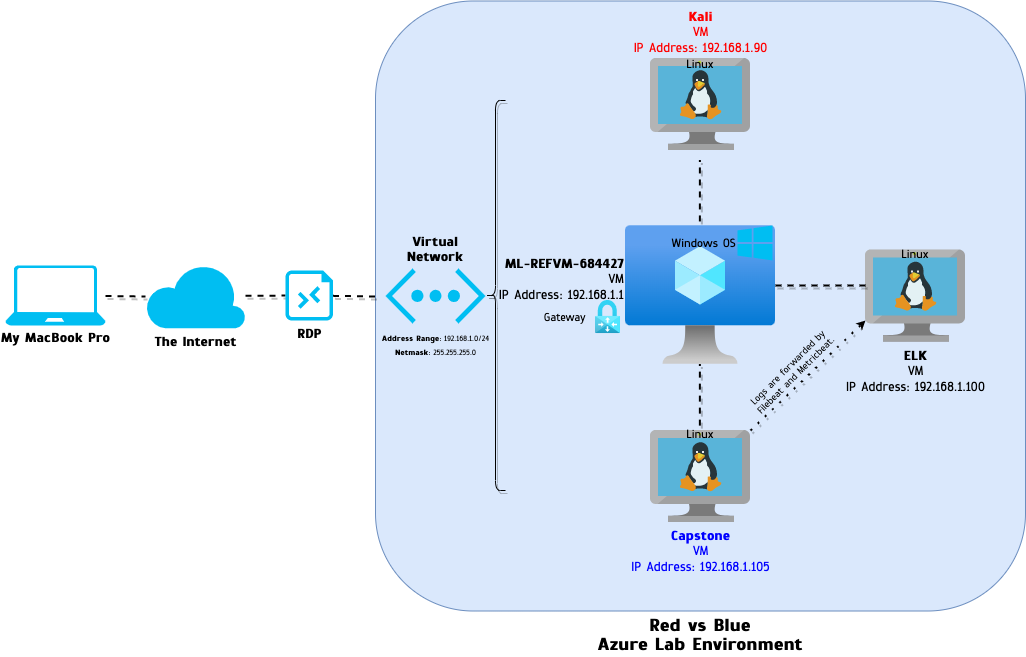 Kali
VM
IP Address: 192.168.1.90
Linux
Virtual
Network
Address Range: 192.168.1.0/24
Netmask: 255.255.255.0
ML-REFVM-684427
VM
IP Address: 192.168.1.1
Gateway
Windows OS
Linux
ELK
VM
IP Address: 192.168.1.100
My MacBook Pro
The Internet
RDP
Logs are forwarded by
Filebeat and Metricbeat.
Linux
Capstone
VM
IP Address: 192.168.1.105
Red vs Blue
Azure Lab Environment